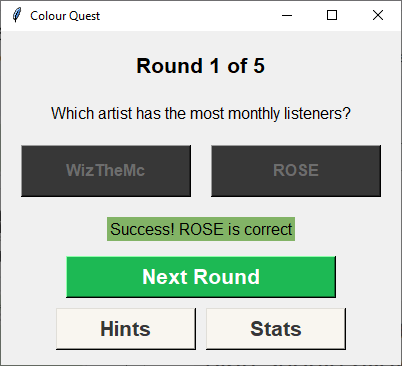 Colour Quest
Round 1 of 5
Which artist has the most monthly listeners?
WizTheMc ROSE
Success! ROSE is correct
Next Round
Hints Stats